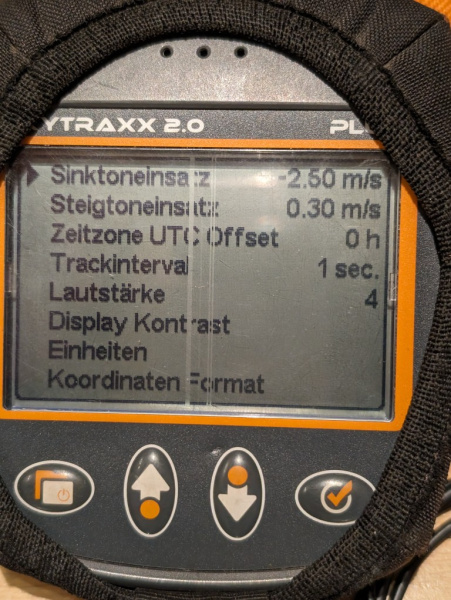 YTRAXX 2.0 PL
Sinktoneinsatz -2.50 m/s
Steigtoneinsatz 0.30 m/s
Zeitzone UTC Offset 0 h
Trackinterval 1 sec.
Lautstärke 4
Display Kontrast
Einheiten
Koordinaten Format